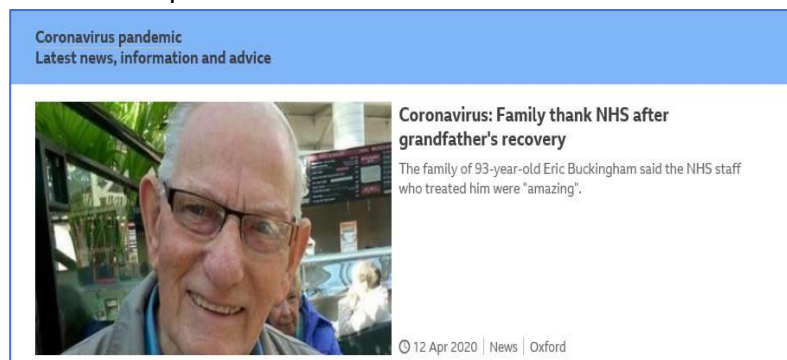 Coronavirus pandemic
Latest news, information and advice
Coronavirus: Family thank NHS after
grandfather's recovery
The family of 93-year-old Eric Buckingham said the NHS staff
who treated him were "amazing".
12 Apr 2020 | News | Oxford